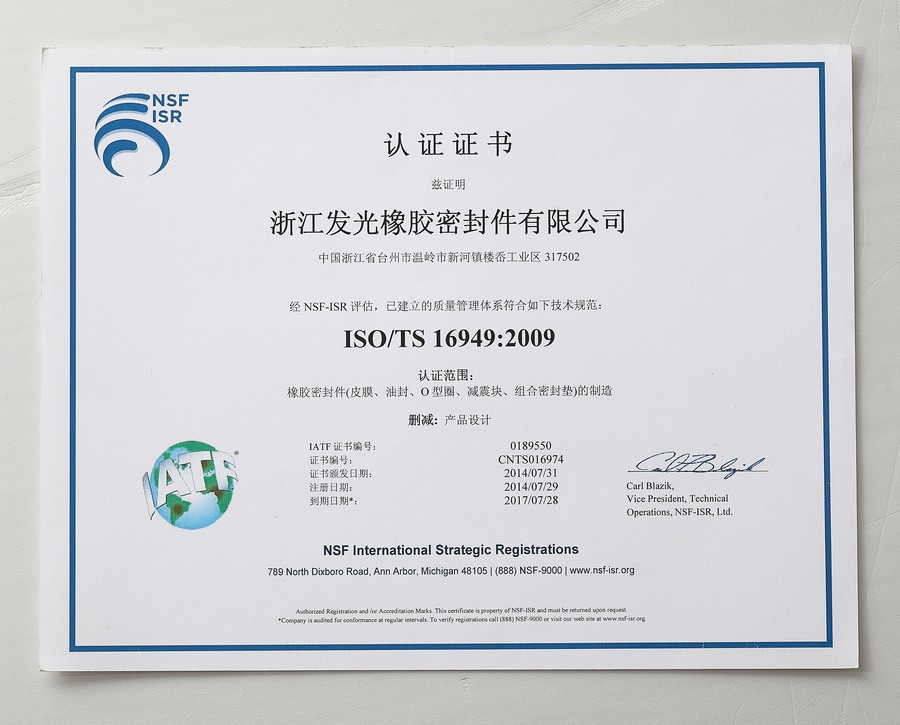 NSF
ISR
认证证书
兹证明
浙江发光橡胶密封件有限公司
中国浙江省台州市温岭市新河镇楼岙工业区 317502
经 NSF-ISR 评估，已建立的质量管理体系符合如下技术规范：
ISO/TS 16949:2009
认证范围：
橡胶密封件(皮膜、油封、O 型圈、减震块、组合密封垫)的制造
删减：产品设计
IATF 证书编号： 0189550
证书编号： CNTS016974
证书颁发日期： 2014/07/31
注册日期： 2014/07/29
到期日期*： 2017/07/28
IATF®
Carl Blazik
Carl Blazik,
Vice President, Technical
Operations, NSF-ISR, Ltd.
NSF International Strategic Registrations
789 North Dixboro Road, Ann Arbor, Michigan 48105 | (888) NSF-9000 | www.nsf-isr.org
Authorized Registration and /or Accreditation Marks. This certificate is property of NSF-ISR and must be returned upon request.
*Company is audited for conformance at regular intervals. To verify registrations call (888) NSF-9000 or visit our web site at www.nsf-isr.org